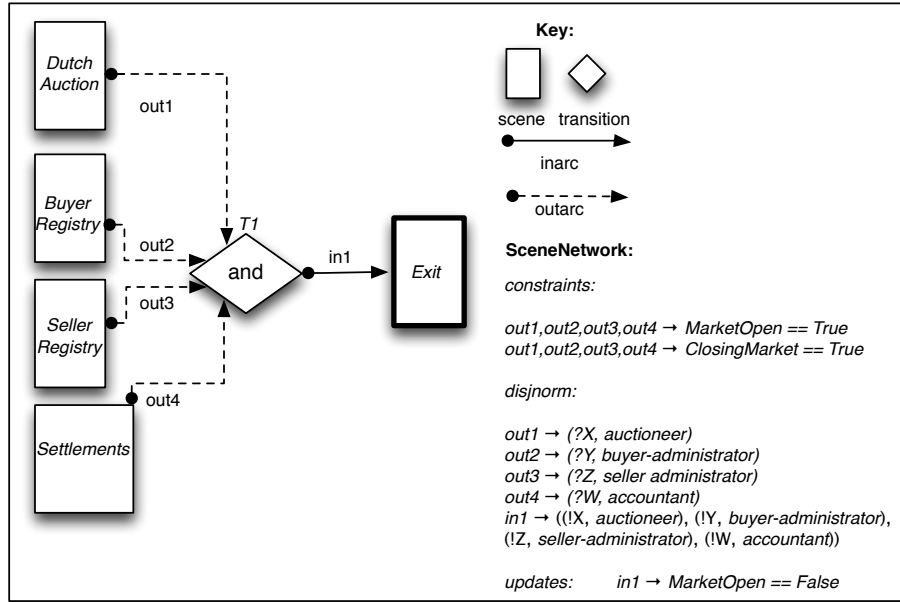 Dutch
Auction
out1
Buyer
Registry
out2
T1
and
in1
Exit
out3
Seller
Registry
out4
Settlements
Key:
scene
transition
inarc
outarc
SceneNetwork:
constraints:
out1,out2,out3,out4 → MarketOpen == True
out1,out2,out3,out4 → ClosingMarket == True
disjnorm:
out1 → (?X, auctioneer)
out2 → (?Y, buyer-administrator)
out3 → (?Z, seller administrator)
out4 → (?W, accountant)
in1 → ((!X, auctioneer), (!Y, buyer-administrator),
(!Z, seller-administrator), (!W, accountant))
updates: in1 → MarketOpen == False